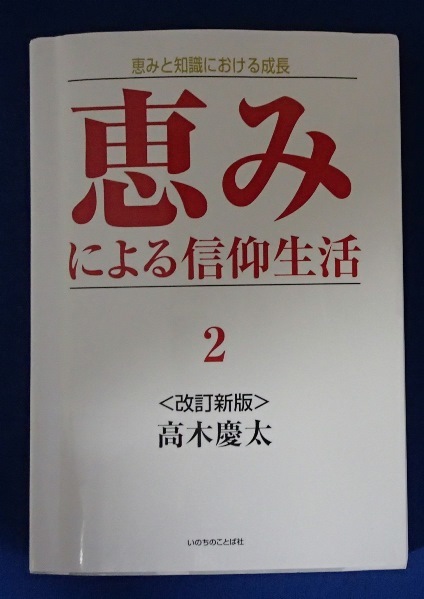 恵みと知識における成長
恵み
による信仰生活
2
<改訂新版>
高木慶太
いのちのことば社